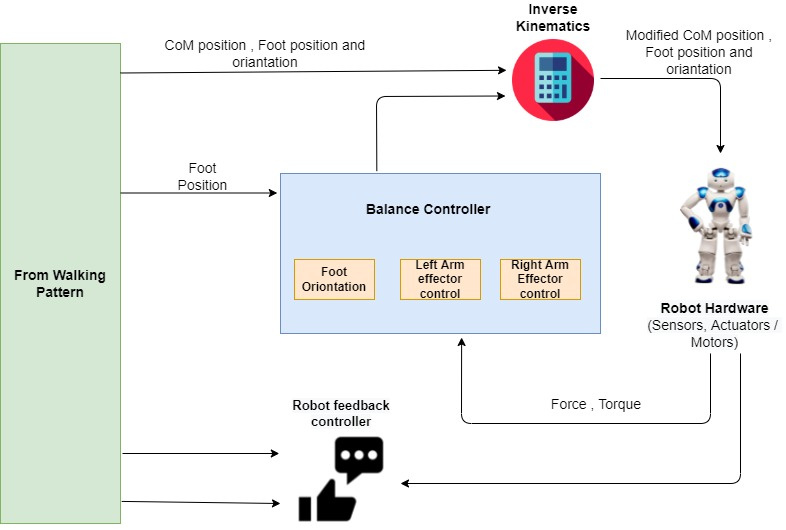 Inverse
Kinematics
CoM position , Foot position and
oriantation
Modified CoM position ,
Foot position and
oriantation
Foot
Position
Balance Controller
From Walking
Pattern
Foot
Oriontation
Left Arm
effector
control
Right Arm
Effector
control
Robot Hardware
(Sensors, Actuators /
Motors)
Force , Torque
Robot feedback
controller